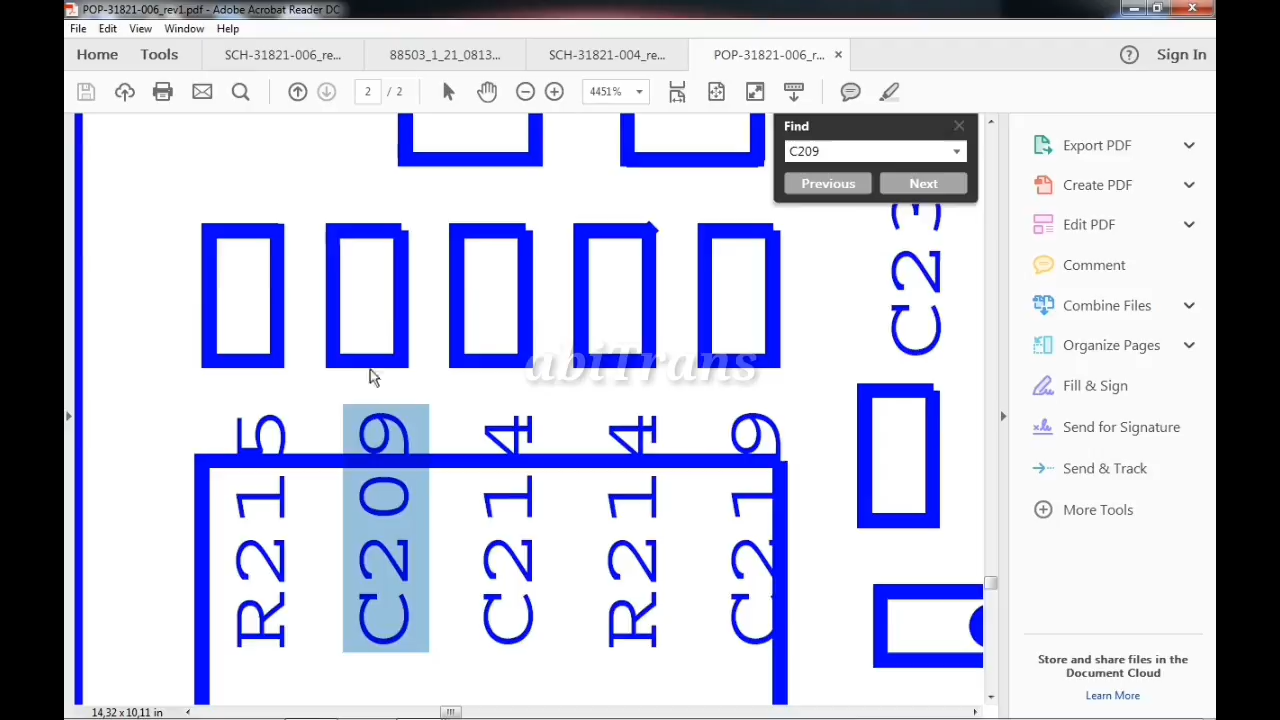 POP-31821-006_rev1.pdf - Adobe Acrobat Reader DC
File Edit View Window Help
Home Tools SCH-31821-006_re... 88503_1_21_0813... SCH-31821-004_re... POP-31821-006_r... × ? Sign In
2 / 2 4451%
Find
C209
Previous Next
Export PDF
Create PDF
Edit PDF
Comment
Combine Files
Organize Pages
Fill & Sign
Send for Signature
Send & Track
More Tools
Store and share files in the
Document Cloud
Learn More
C23
abiTrans
R215
C209
C214
R214
C219
14,32 x 10,11 in